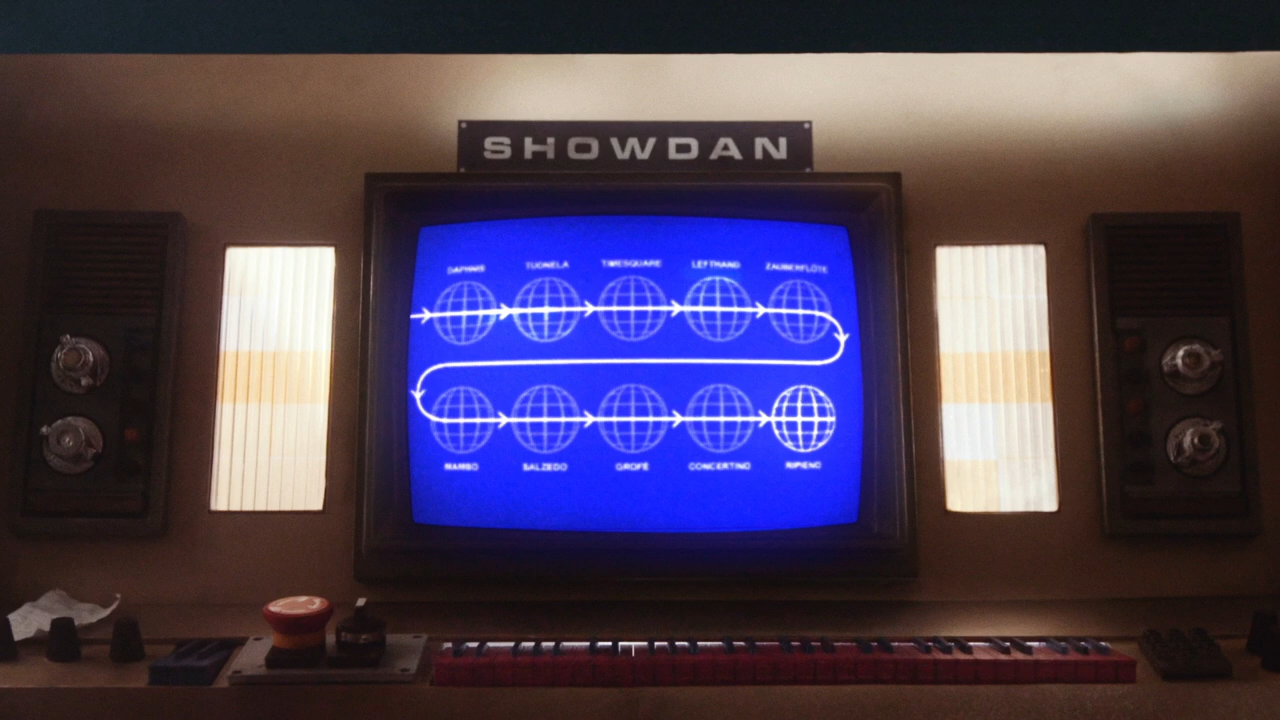 SHOWDAN
DAPHNIS TUONELA TIMESQUARE LEFTHAND ZAUBERFLÖTE
MAMBO SALZEDO GROFÉ CONCERTINO RIPIENO